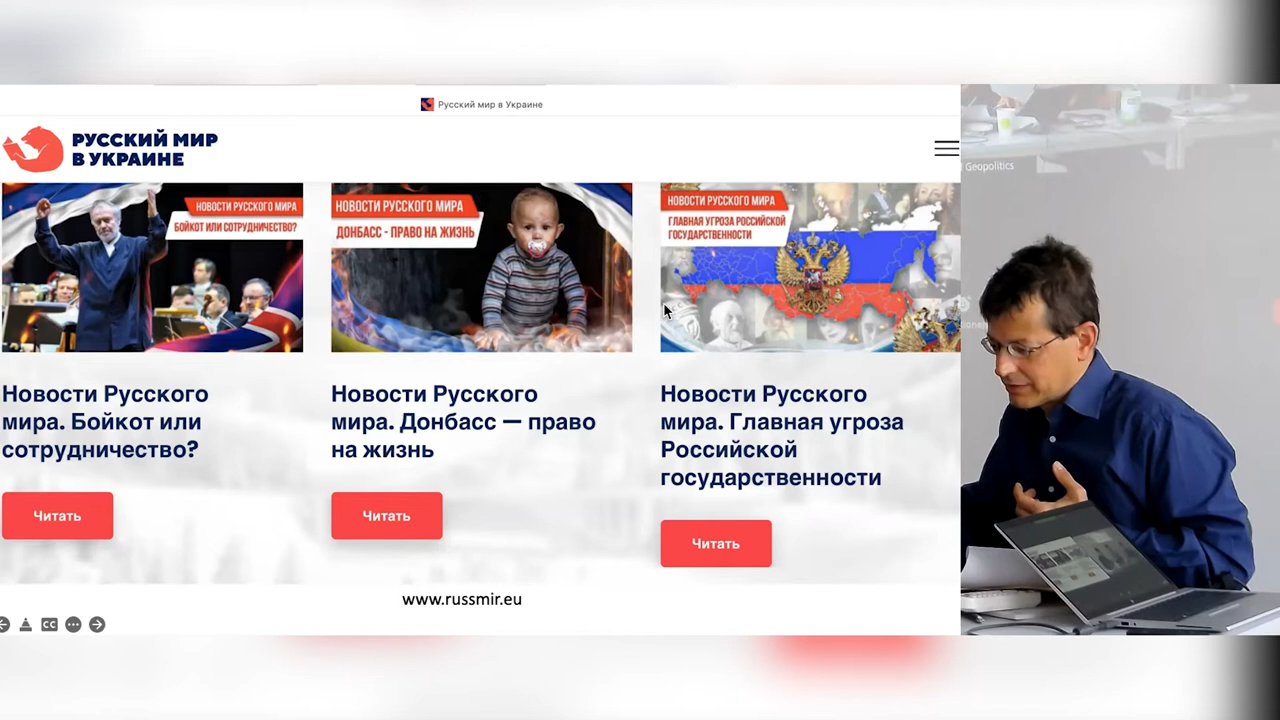 Русский мир в Украине
РУССКИЙ МИР
В УКРАИНЕ
Geopolitics
НОВОСТИ РУССКОГО МИРА
БОЙКОТ ИЛИ СОТРУДНИЧЕСТВО?
НОВОСТИ РУССКОГО МИРА
ДОНБАСС - ПРАВО НА ЖИЗНЬ
НОВОСТИ РУССКОГО МИРА
ГЛАВНАЯ УГРОЗА РОССИЙСКОЙ
ГОСУДАРСТВЕННОСТИ
Новости Русского
мира. Бойкот или
сотрудничество?
Читать
Новости Русского
мира. Донбасс — право
на жизнь
Читать
Новости Русского
мира. Главная угроза
Российской
государственности
Читать
www.russmir.eu
CC